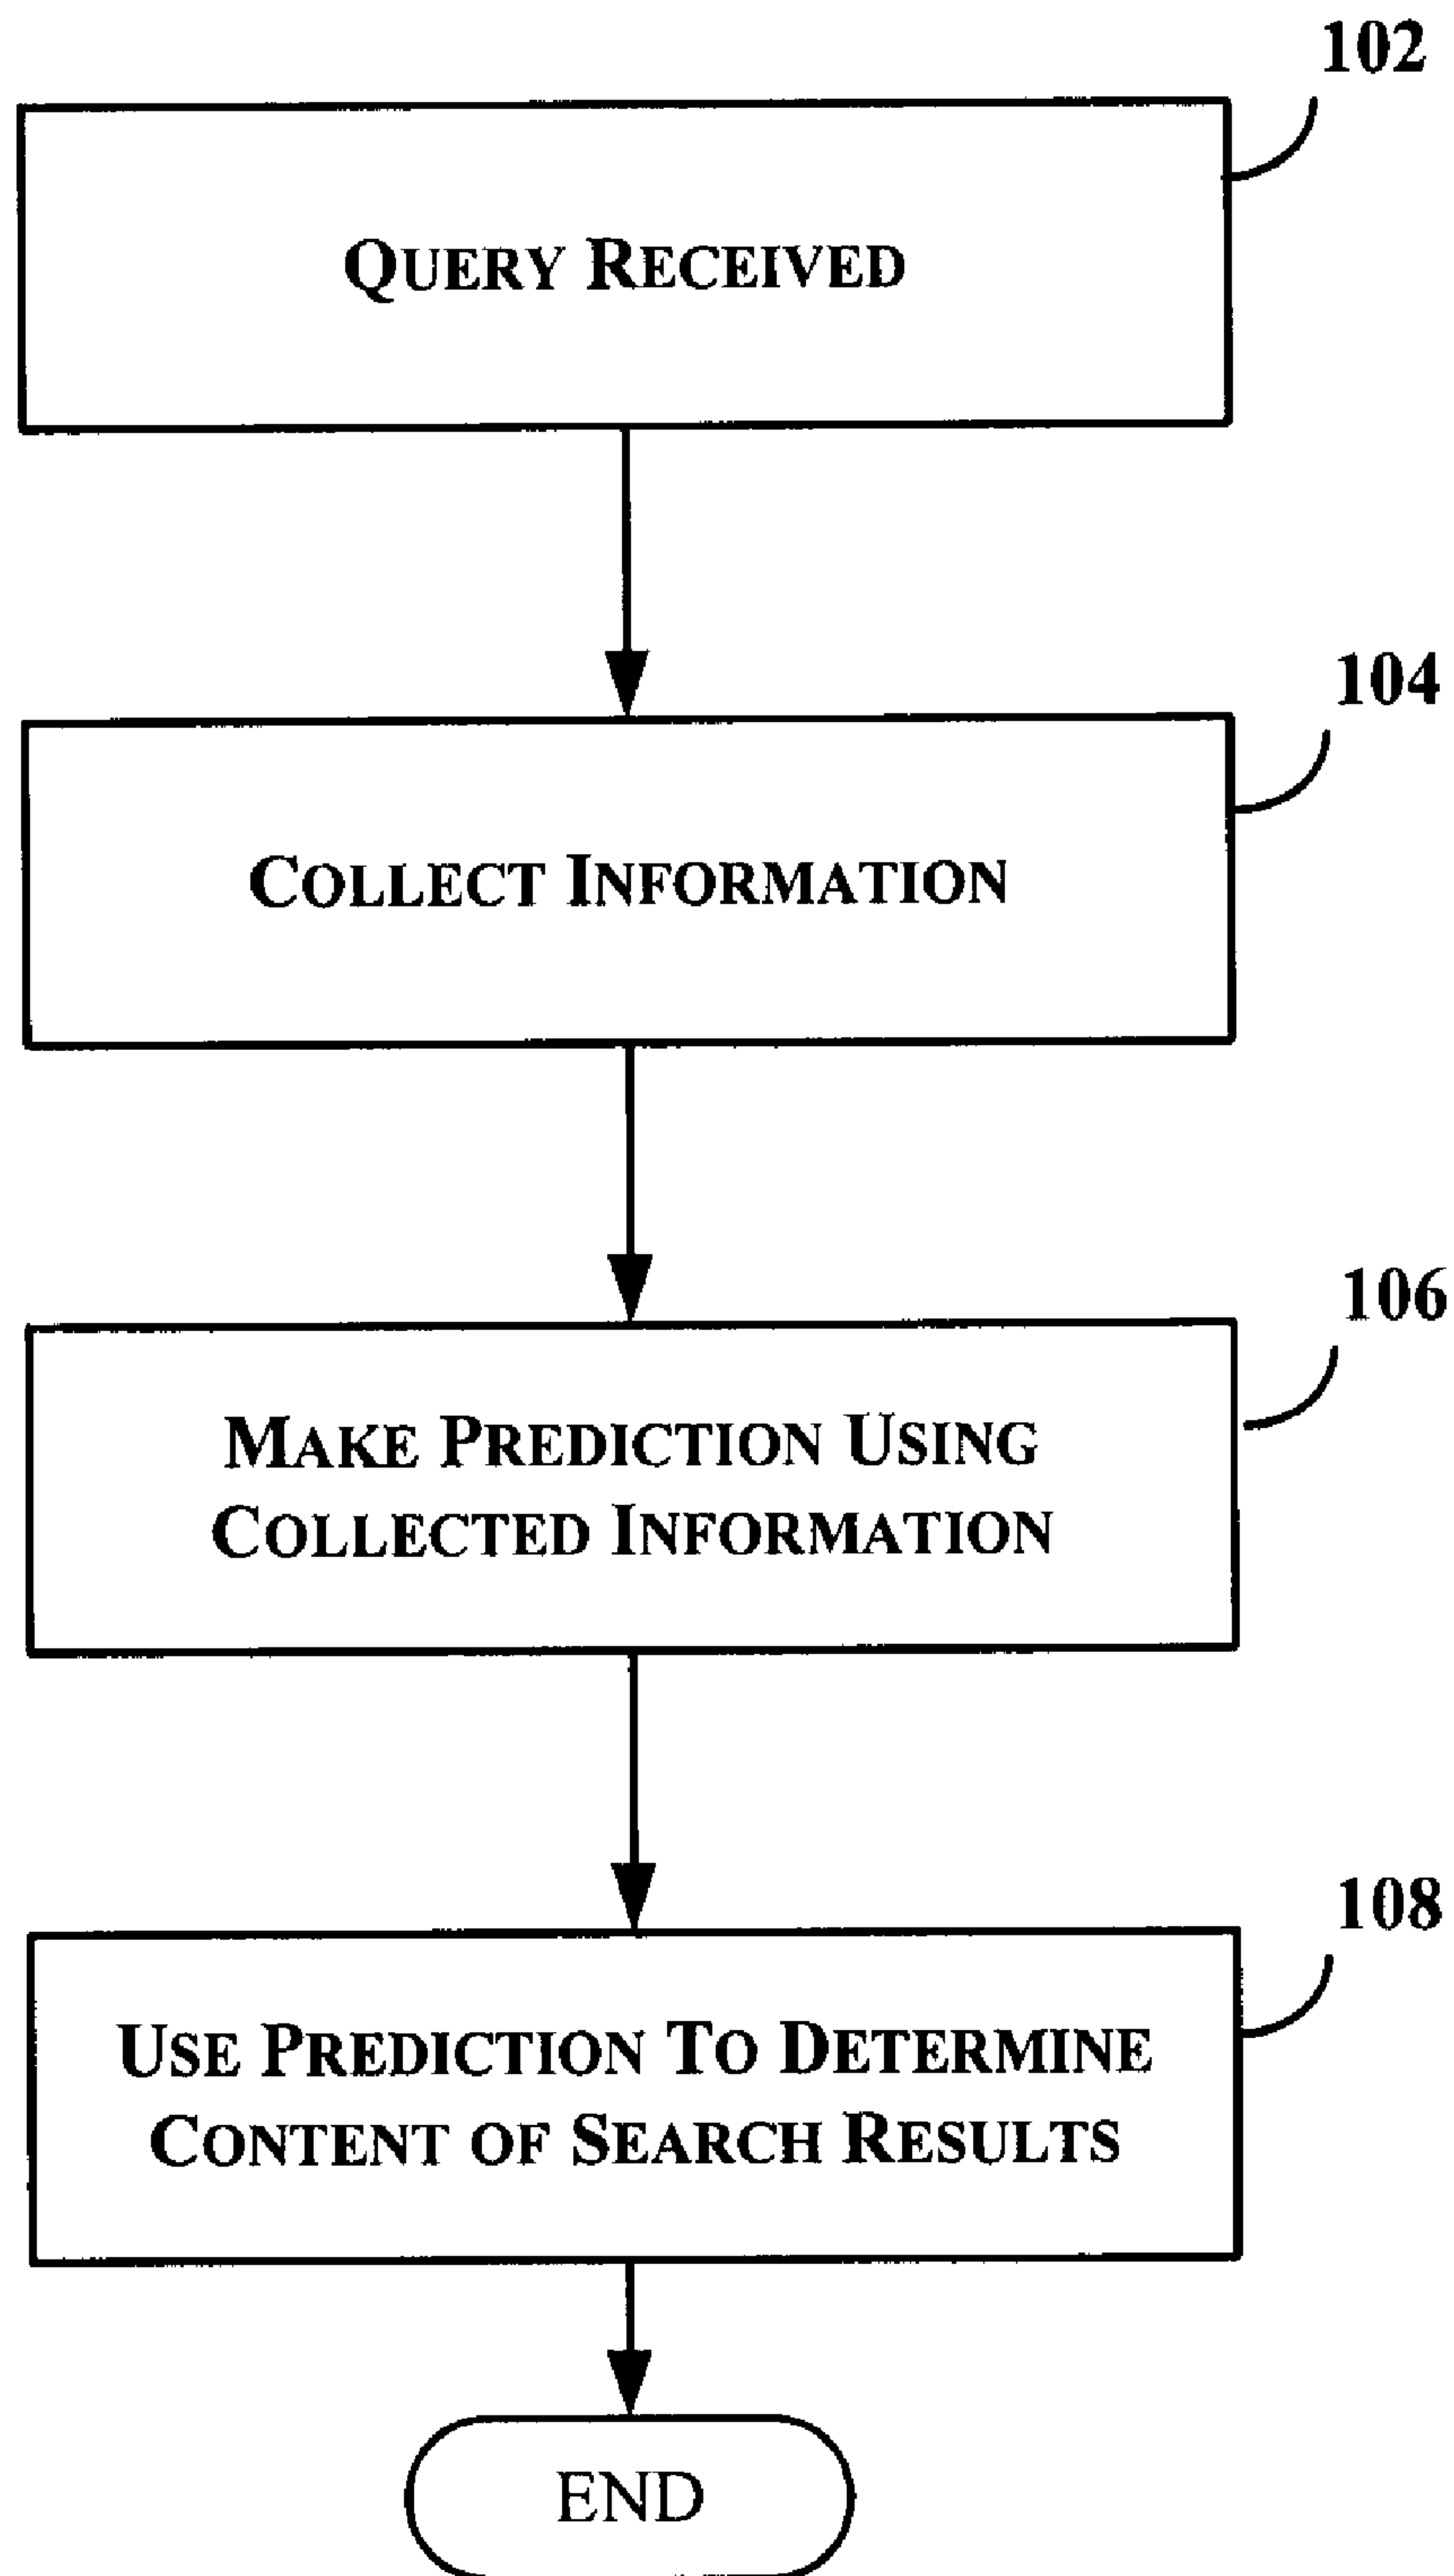 102
QUERY RECEIVED
104
COLLECT INFORMATION
106
MAKE PREDICTION USING
COLLECTED INFORMATION
108
USE PREDICTION TO DETERMINE
CONTENT OF SEARCH RESULTS
END